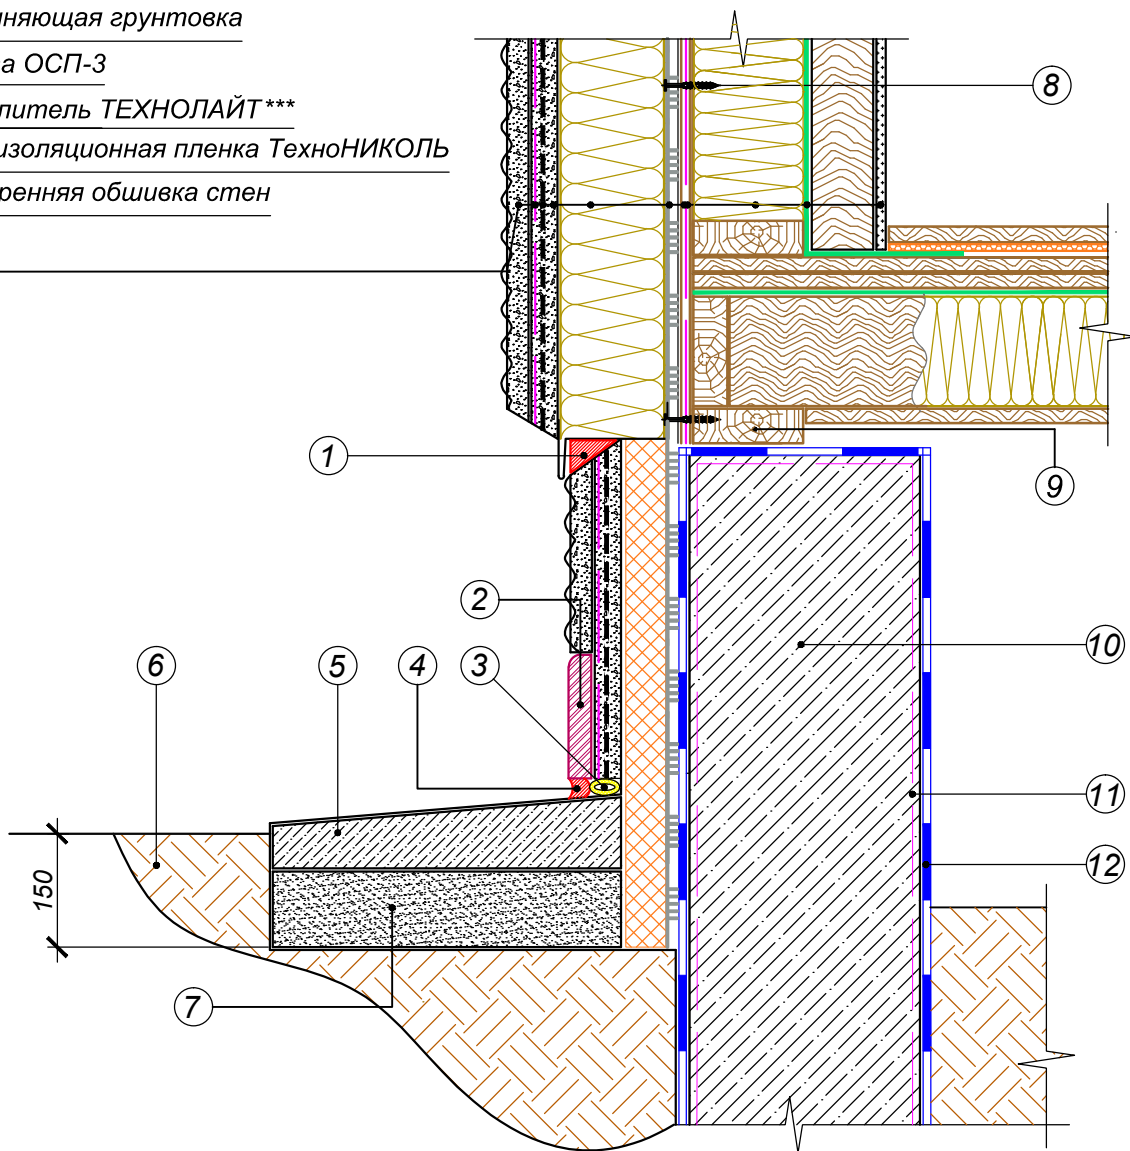 няющая грунтовка
а ОСП-3
литель ТЕХНОЛАЙТ***
изоляционная пленка ТехноНИКОЛЬ
ренняя обшивка стен
8
1
9
2
10
6
5
4
3
11
12
150
7